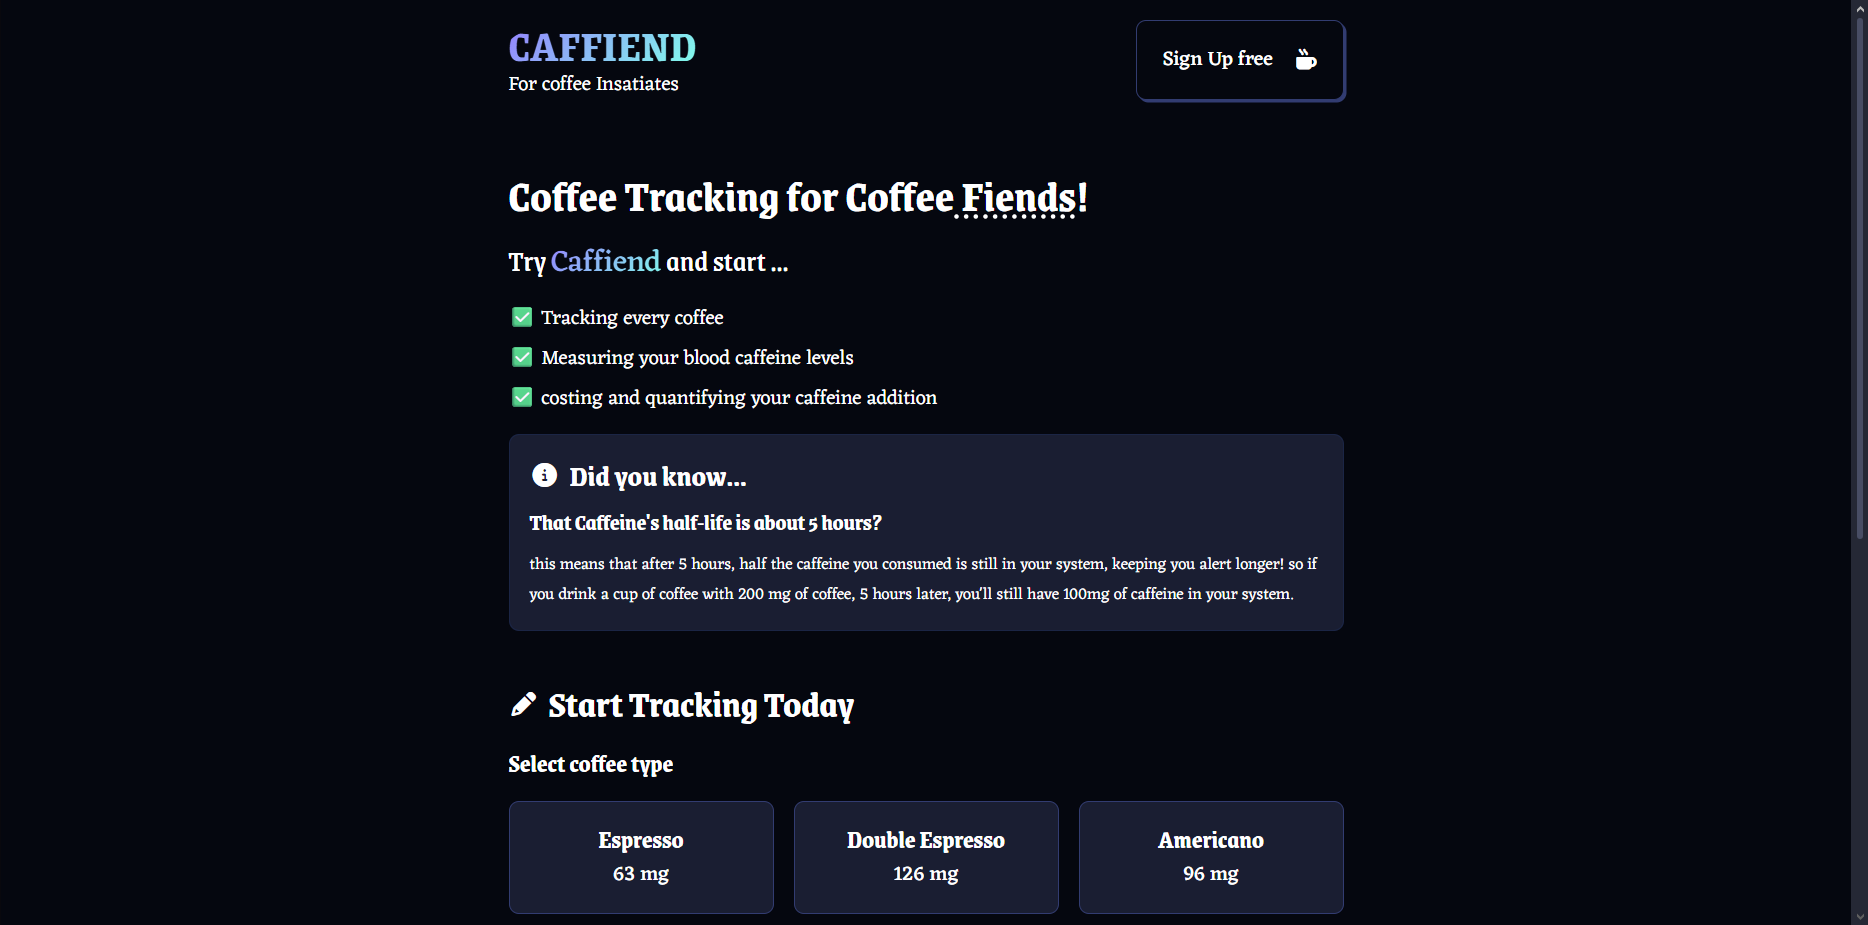 CAFFIEND
For coffee Insatiates
Sign Up free
Coffee Tracking for Coffee Fiends!
Try Caffiend and start ...
✅ Tracking every coffee
✅ Measuring your blood caffeine levels
✅ costing and quantifying your caffeine addition
Did you know...
That Caffeine's half-life is about 5 hours?
this means that after 5 hours, half the caffeine you consumed is still in your system, keeping you alert longer! so if
you drink a cup of coffee with 200 mg of coffee, 5 hours later, you'll still have 100mg of caffeine in your system.
Start Tracking Today
Select coffee type
Espresso
63 mg
Double Espresso
126 mg
Americano
96 mg